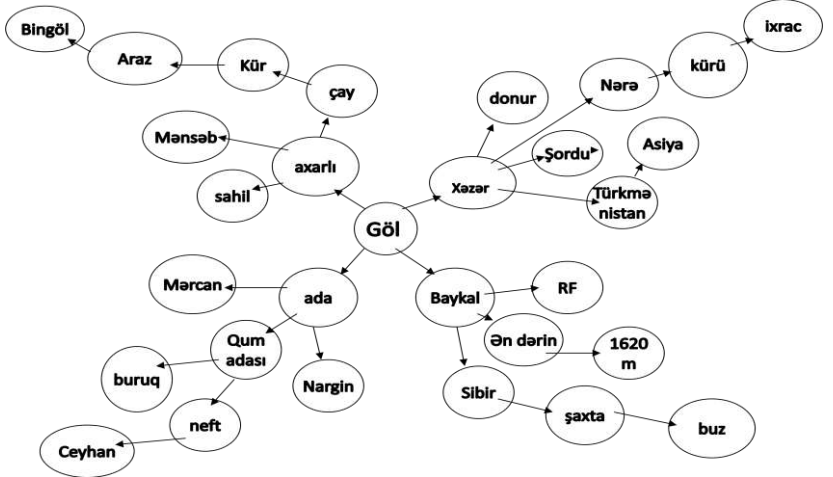 Bingöl
Araz
Kür
çay
Mənsəb
axarlı
sahil
donur
Nərə
kürü
ixrac
Şordu
Asiya
Xəzər
Türkmə
nistan
Göl
Mərcan
ada
Qum
adası
buruq
Nargin
neft
Ceyhan
Baykal
RF
Ən dərin
1620
m
Sibir
şaxta
buz